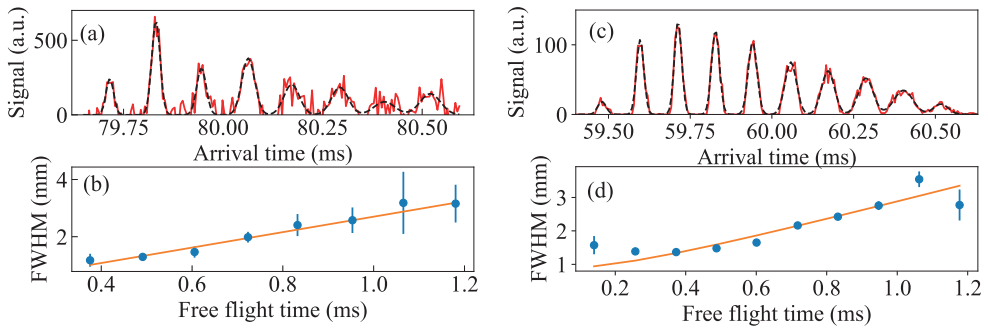 (a)
Signal (a.u.)
500
0
79.75 80.00 80.25 80.50
Arrival time (ms)
(b)
FWHM (mm)
4
2
0.4 0.6 0.8 1.0 1.2
Free flight time (ms)
(c)
Signal (a.u.)
100
0
59.50 59.75 60.00 60.25 60.50
Arrival time (ms)
(d)
FWHM (mm)
3
2
1
0.2 0.4 0.6 0.8 1.0 1.2
Free flight time (ms)